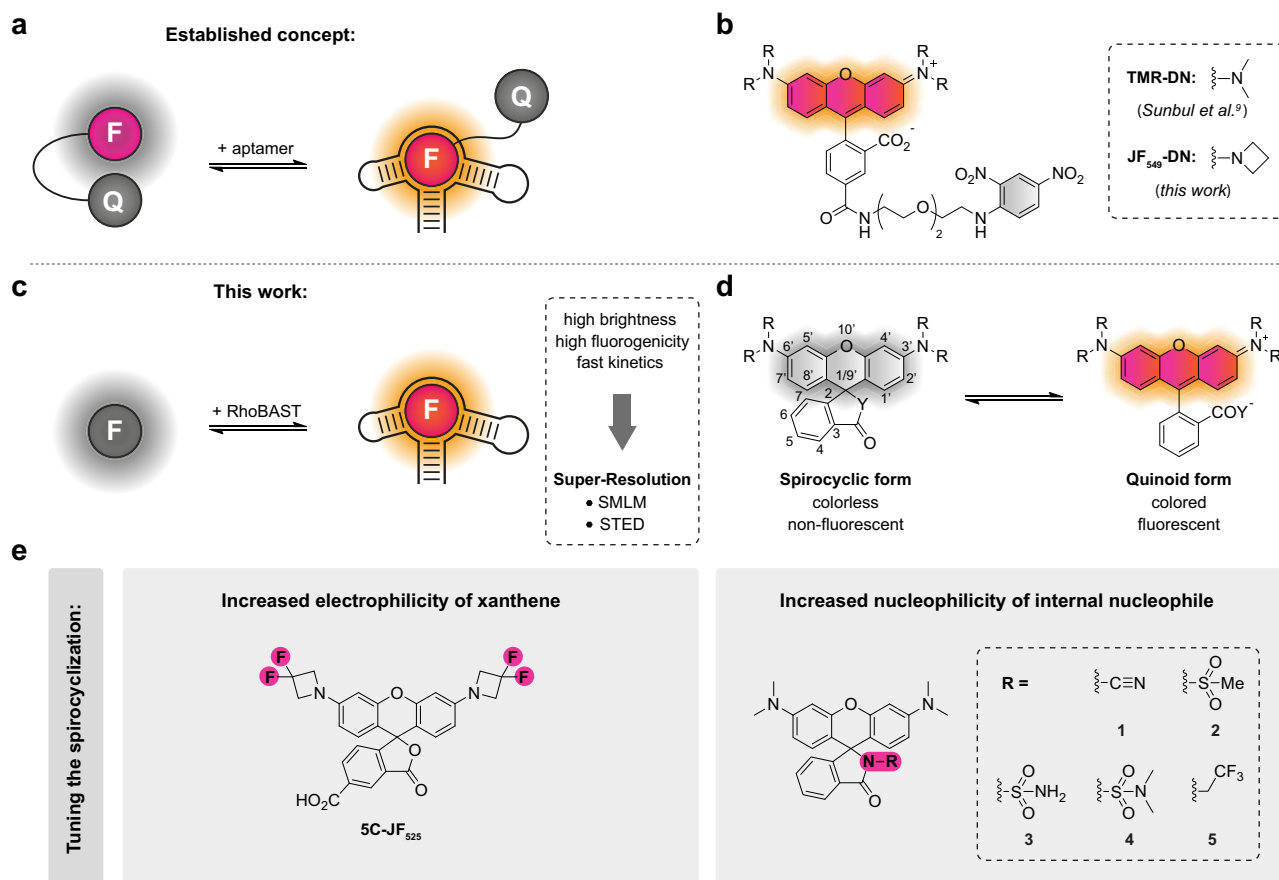 a
Established concept:
F
Q
+ aptamer
F
Q
b
R
N
R
O
R
N+
R
CO2-
O
N
H
O
2
N
H
NO2
NO2
TMR-DN:
N
(Sunbul et al.9)
JF549-DN:
N
(this work)
c
This work:
F
+ RhoBAST
F
high brightness
high fluorogenicity
fast kinetics
Super-Resolution
• SMLM
• STED
d
R
N
R
6'
5'
10'
O
4'
3'
R
N
R
7'
8'
1/9'
2'
1'
2
Y
7
6
5
4
3
O
Spirocyclic form
colorless
non-fluorescent
R
N
R
O
R
N+
R
COY-
Quinoid form
colored
fluorescent
e
Tuning the spirocyclization:
Increased electrophilicity of xanthene
F
F
N
O
N
F
F
O
O
HO2C
5C-JF525
Increased nucleophilicity of internal nucleophile
N
O
N
N–R
O
R =
C≡N
1
O
S
Me
O
2
O
S
NH2
O
3
O
S
N
O
4
CF3
5